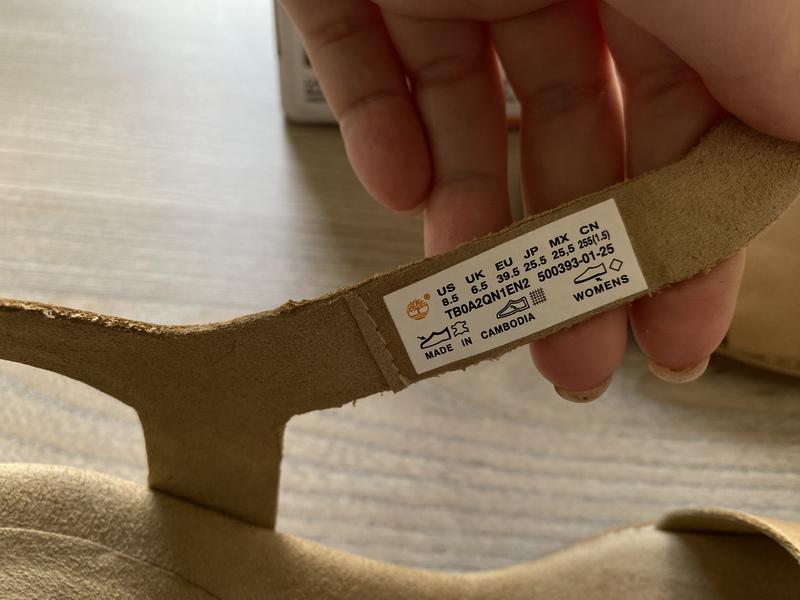 US UK EU JP MX CN
8.5 6.5 39.5 25.5 25,5 255(1.5)
TB0A2QN1EN2 500393-01-25
WOMENS
MADE IN CAMBODIA